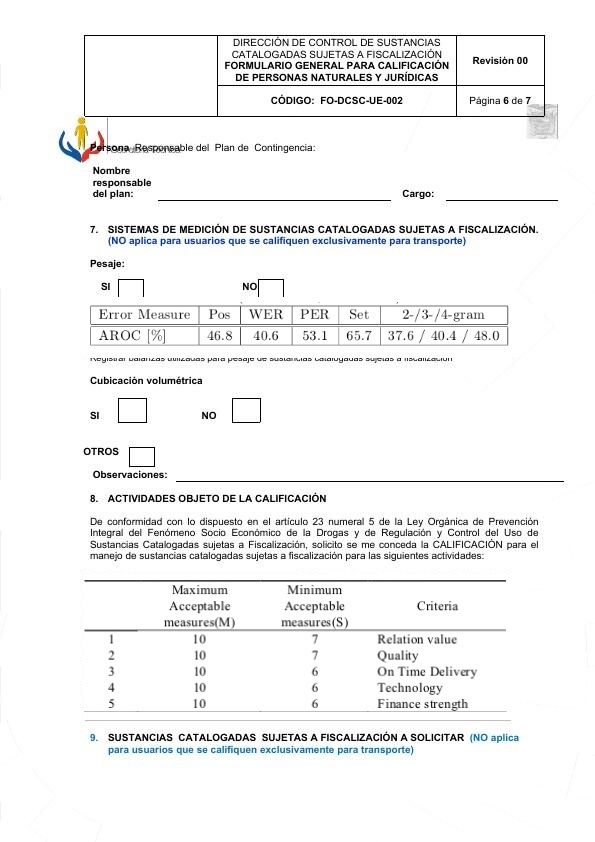 DIRECCIÓN DE CONTROL DE SUSTANCIAS
CATALOGADAS SUJETAS A FISCALIZACIÓN
FORMULARIO GENERAL PARA CALIFICACIÓN
DE PERSONAS NATURALES Y JURÍDICAS
Revisión 00
CÓDIGO: FO-DCSC-UE-002
Página 6 de 7
Persona Responsable del Plan de Contingencia:
Nombre
responsable
del plan:
Cargo:
7. SISTEMAS DE MEDICIÓN DE SUSTANCIAS CATALOGADAS SUJETAS A FISCALIZACIÓN.
(NO aplica para usuarios que se califiquen exclusivamente para transporte)
Pesaje:
SI NO
Error Measure Pos WER PER Set 2-/3-/4-gram
AROC [%] 46.8 40.6 53.1 65.7 37.6 / 40.4 / 48.0
Registrar balanzas utilizadas para pesaje de sustancias catalogadas sujetas a fiscalización
Cubicación volumétrica
SI NO
OTROS
Observaciones:
8. ACTIVIDADES OBJETO DE LA CALIFICACIÓN
De conformidad con lo dispuesto en el artículo 23 numeral 5 de la Ley Orgánica de Prevención
Integral del Fenómeno Socio Económico de la Drogas y de Regulación y Control del Uso de
Sustancias Catalogadas sujetas a Fiscalización, solicito se me conceda la CALIFICACIÓN para el
manejo de sustancias catalogadas sujetas a fiscalización para las siguientes actividades:
Maximum Minimum
Acceptable Acceptable Criteria
measures(M) measures(S)
1 10 7 Relation value
2 10 7 Quality
3 10 6 On Time Delivery
4 10 6 Technology
5 10 6 Finance strength
9. SUSTANCIAS CATALOGADAS SUJETAS A FISCALIZACIÓN A SOLICITAR (NO aplica
para usuarios que se califiquen exclusivamente para transporte)